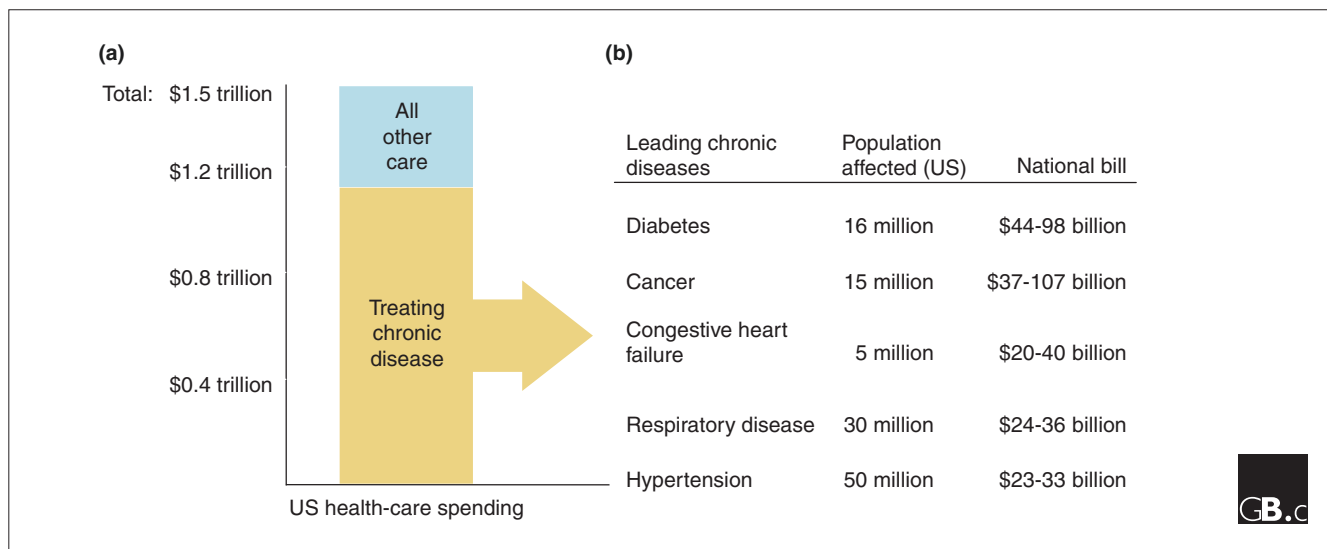 (a)
Total: $1.5 trillion
$1.2 trillion
$0.8 trillion
$0.4 trillion
All
other
care
Treating
chronic
disease
US health-care spending
(b)
Leading chronic diseases Population affected (US) National bill
Diabetes 16 million $44-98 billion
Cancer 15 million $37-107 billion
Congestive heart
failure 5 million $20-40 billion
Respiratory disease 30 million $24-36 billion
Hypertension 50 million $23-33 billion
GB.c